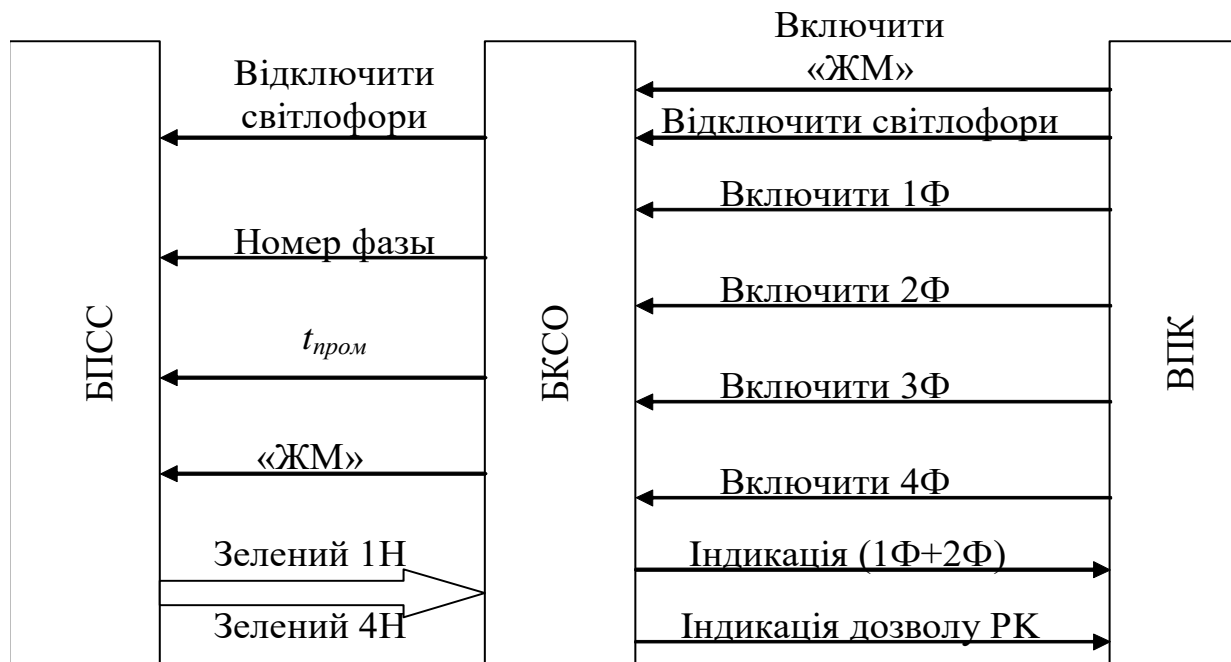 Включити
«ЖМ»
Відключити
світлофори
Відключити світлофори
Включити 1Ф
Номер фазы
Включити 2Ф
БПСС
tпром
БКСО
Включити 3Ф
ВПК
«ЖМ»
Включити 4Ф
Зелений 1Н
Індикація (1Ф+2Ф)
Зелений 4Н
Індикація дозволу РК